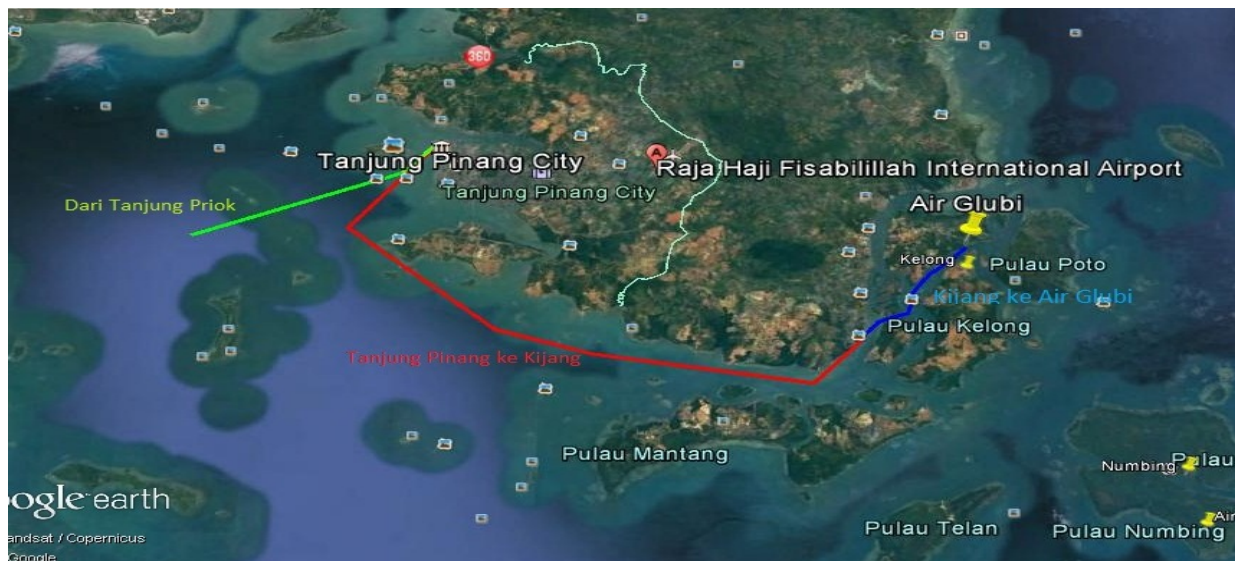 360
Tanjung Pinang City
A
Raja Haji Fisabilillah International Airport
Tanjung Pinang City
Dari Tanjung Priok
Air Glubi
Kelong
Pulau Poto
Kijang ke Air Glubi
Pulau Kelong
Tanjung Pinang ke Kijang
Pulau Mantang
Numbing
Pulau
oogle earth
Air
Pulau Telan
Pulau Numbing
andsat / Copernicus
Google